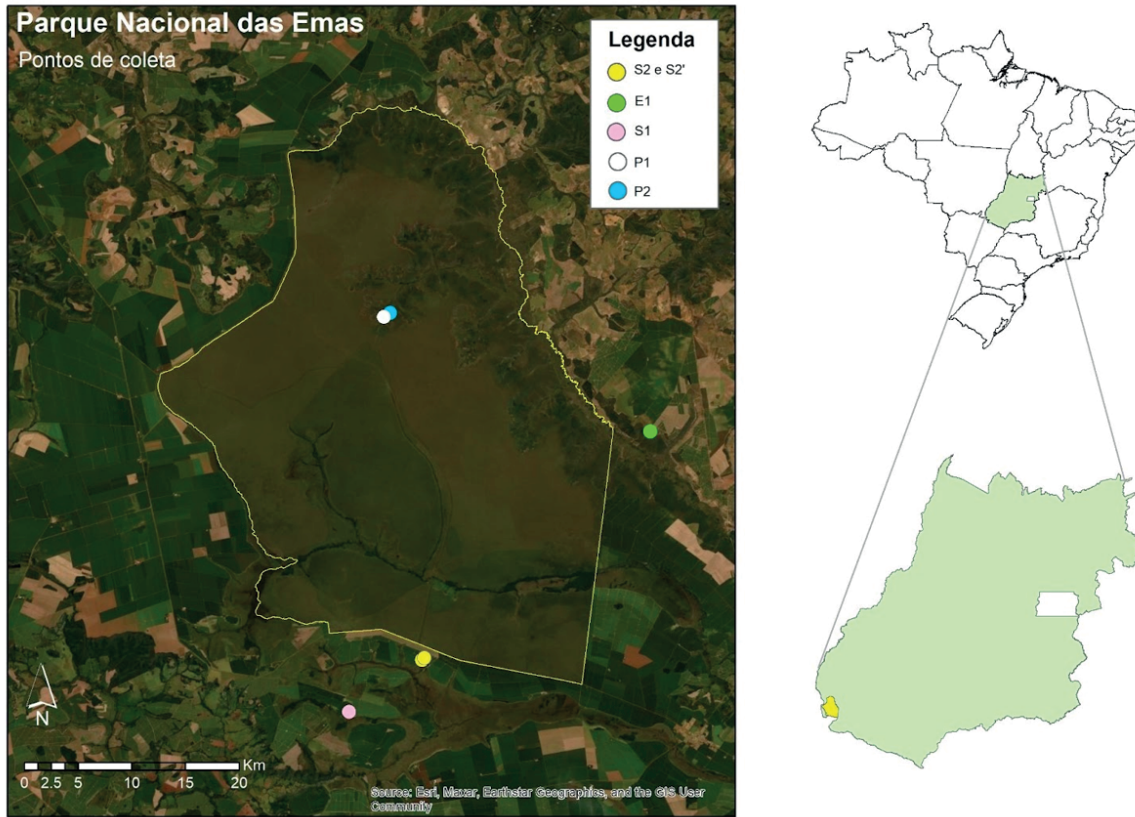 Parque Nacional das Emas
Pontos de coleta
Legenda
S2 e S2'
E1
S1
P1
P2
N
0 2.5 5 10 15 20
Km
Source: Esri, Maxar, Earthstar Geographics, and the GIS User
Community